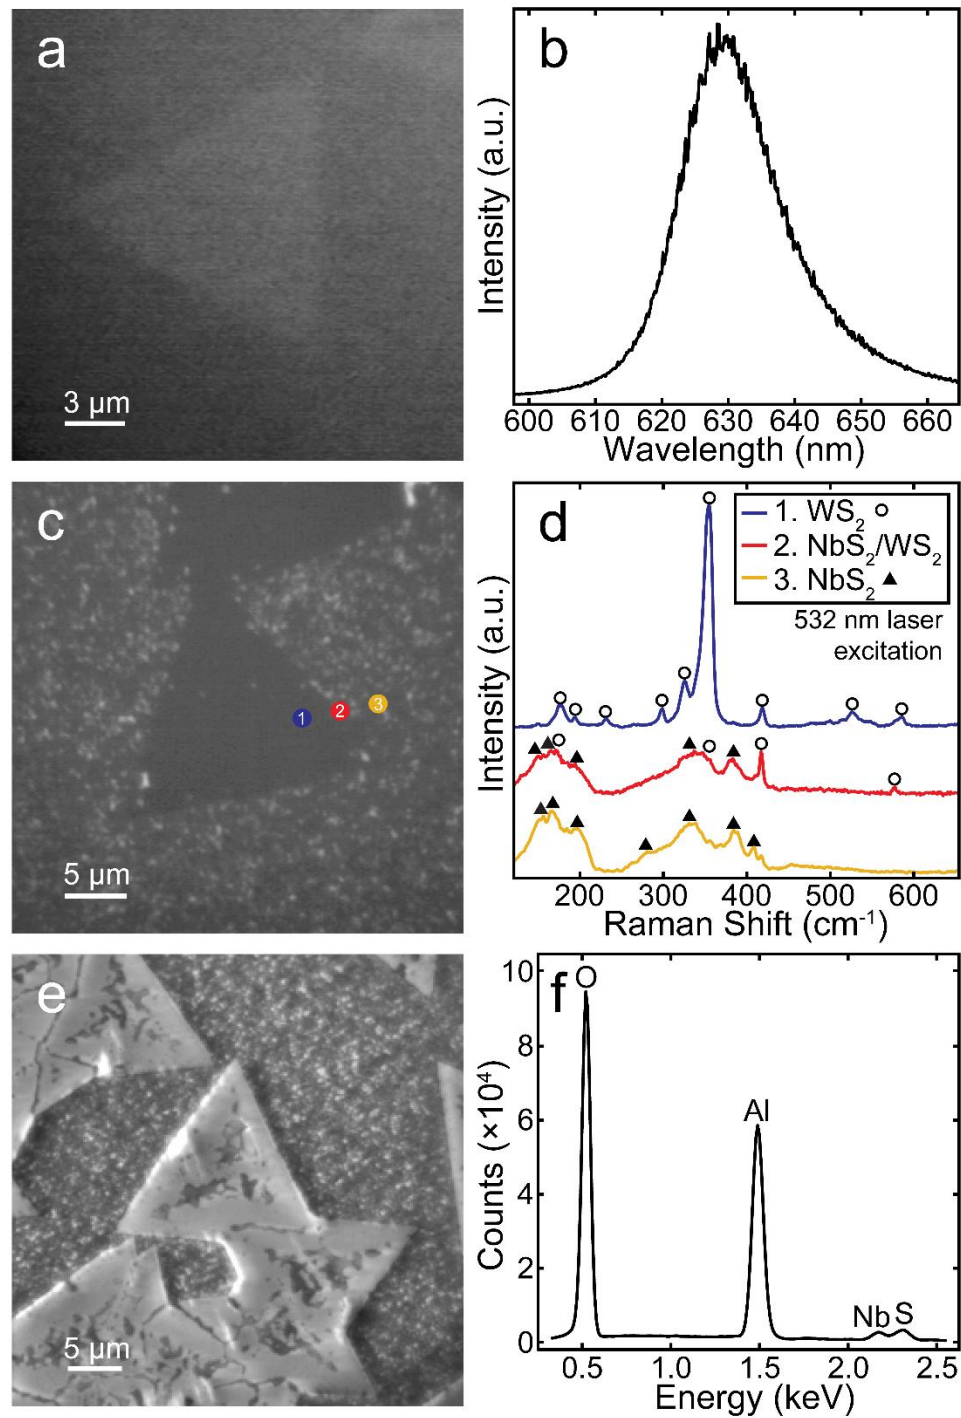 a
3 μm
b
Intensity (a.u.)
600 610 620 630 640 650 660
Wavelength (nm)
c
1 2 3
5 μm
d
1. WS₂ ○
2. NbS₂/WS₂
3. NbS₂ ▲
532 nm laser
excitation
Intensity (a.u.)
200 300 400 500 600
Raman Shift (cm⁻¹)
e
5 μm
f
O
Al
Nb S
Counts (×10⁴)
10
8
6
4
2
0
0.5 1.0 1.5 2.0 2.5
Energy (keV)